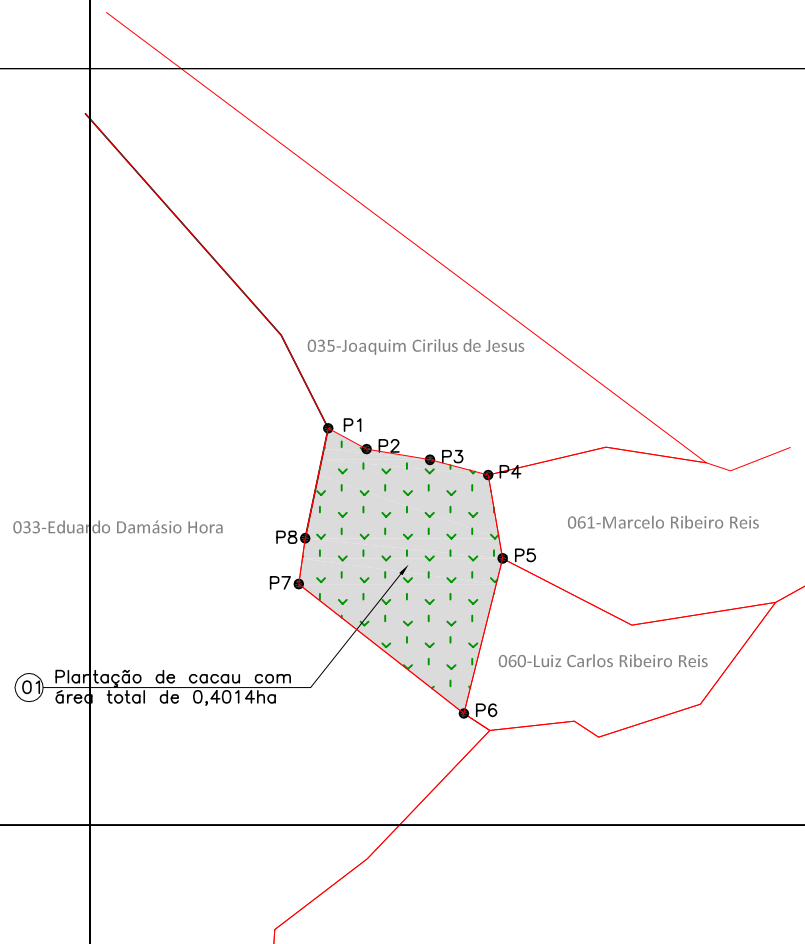 035-Joaquim Cirilus de Jesus
P1
P2
P3
P4
033-Eduardo Damásio Hora
061-Marcelo Ribeiro Reis
P8
P5
P7
060-Luiz Carlos Ribeiro Reis
01
Plantação de cacau com
área total de 0,4014ha
P6